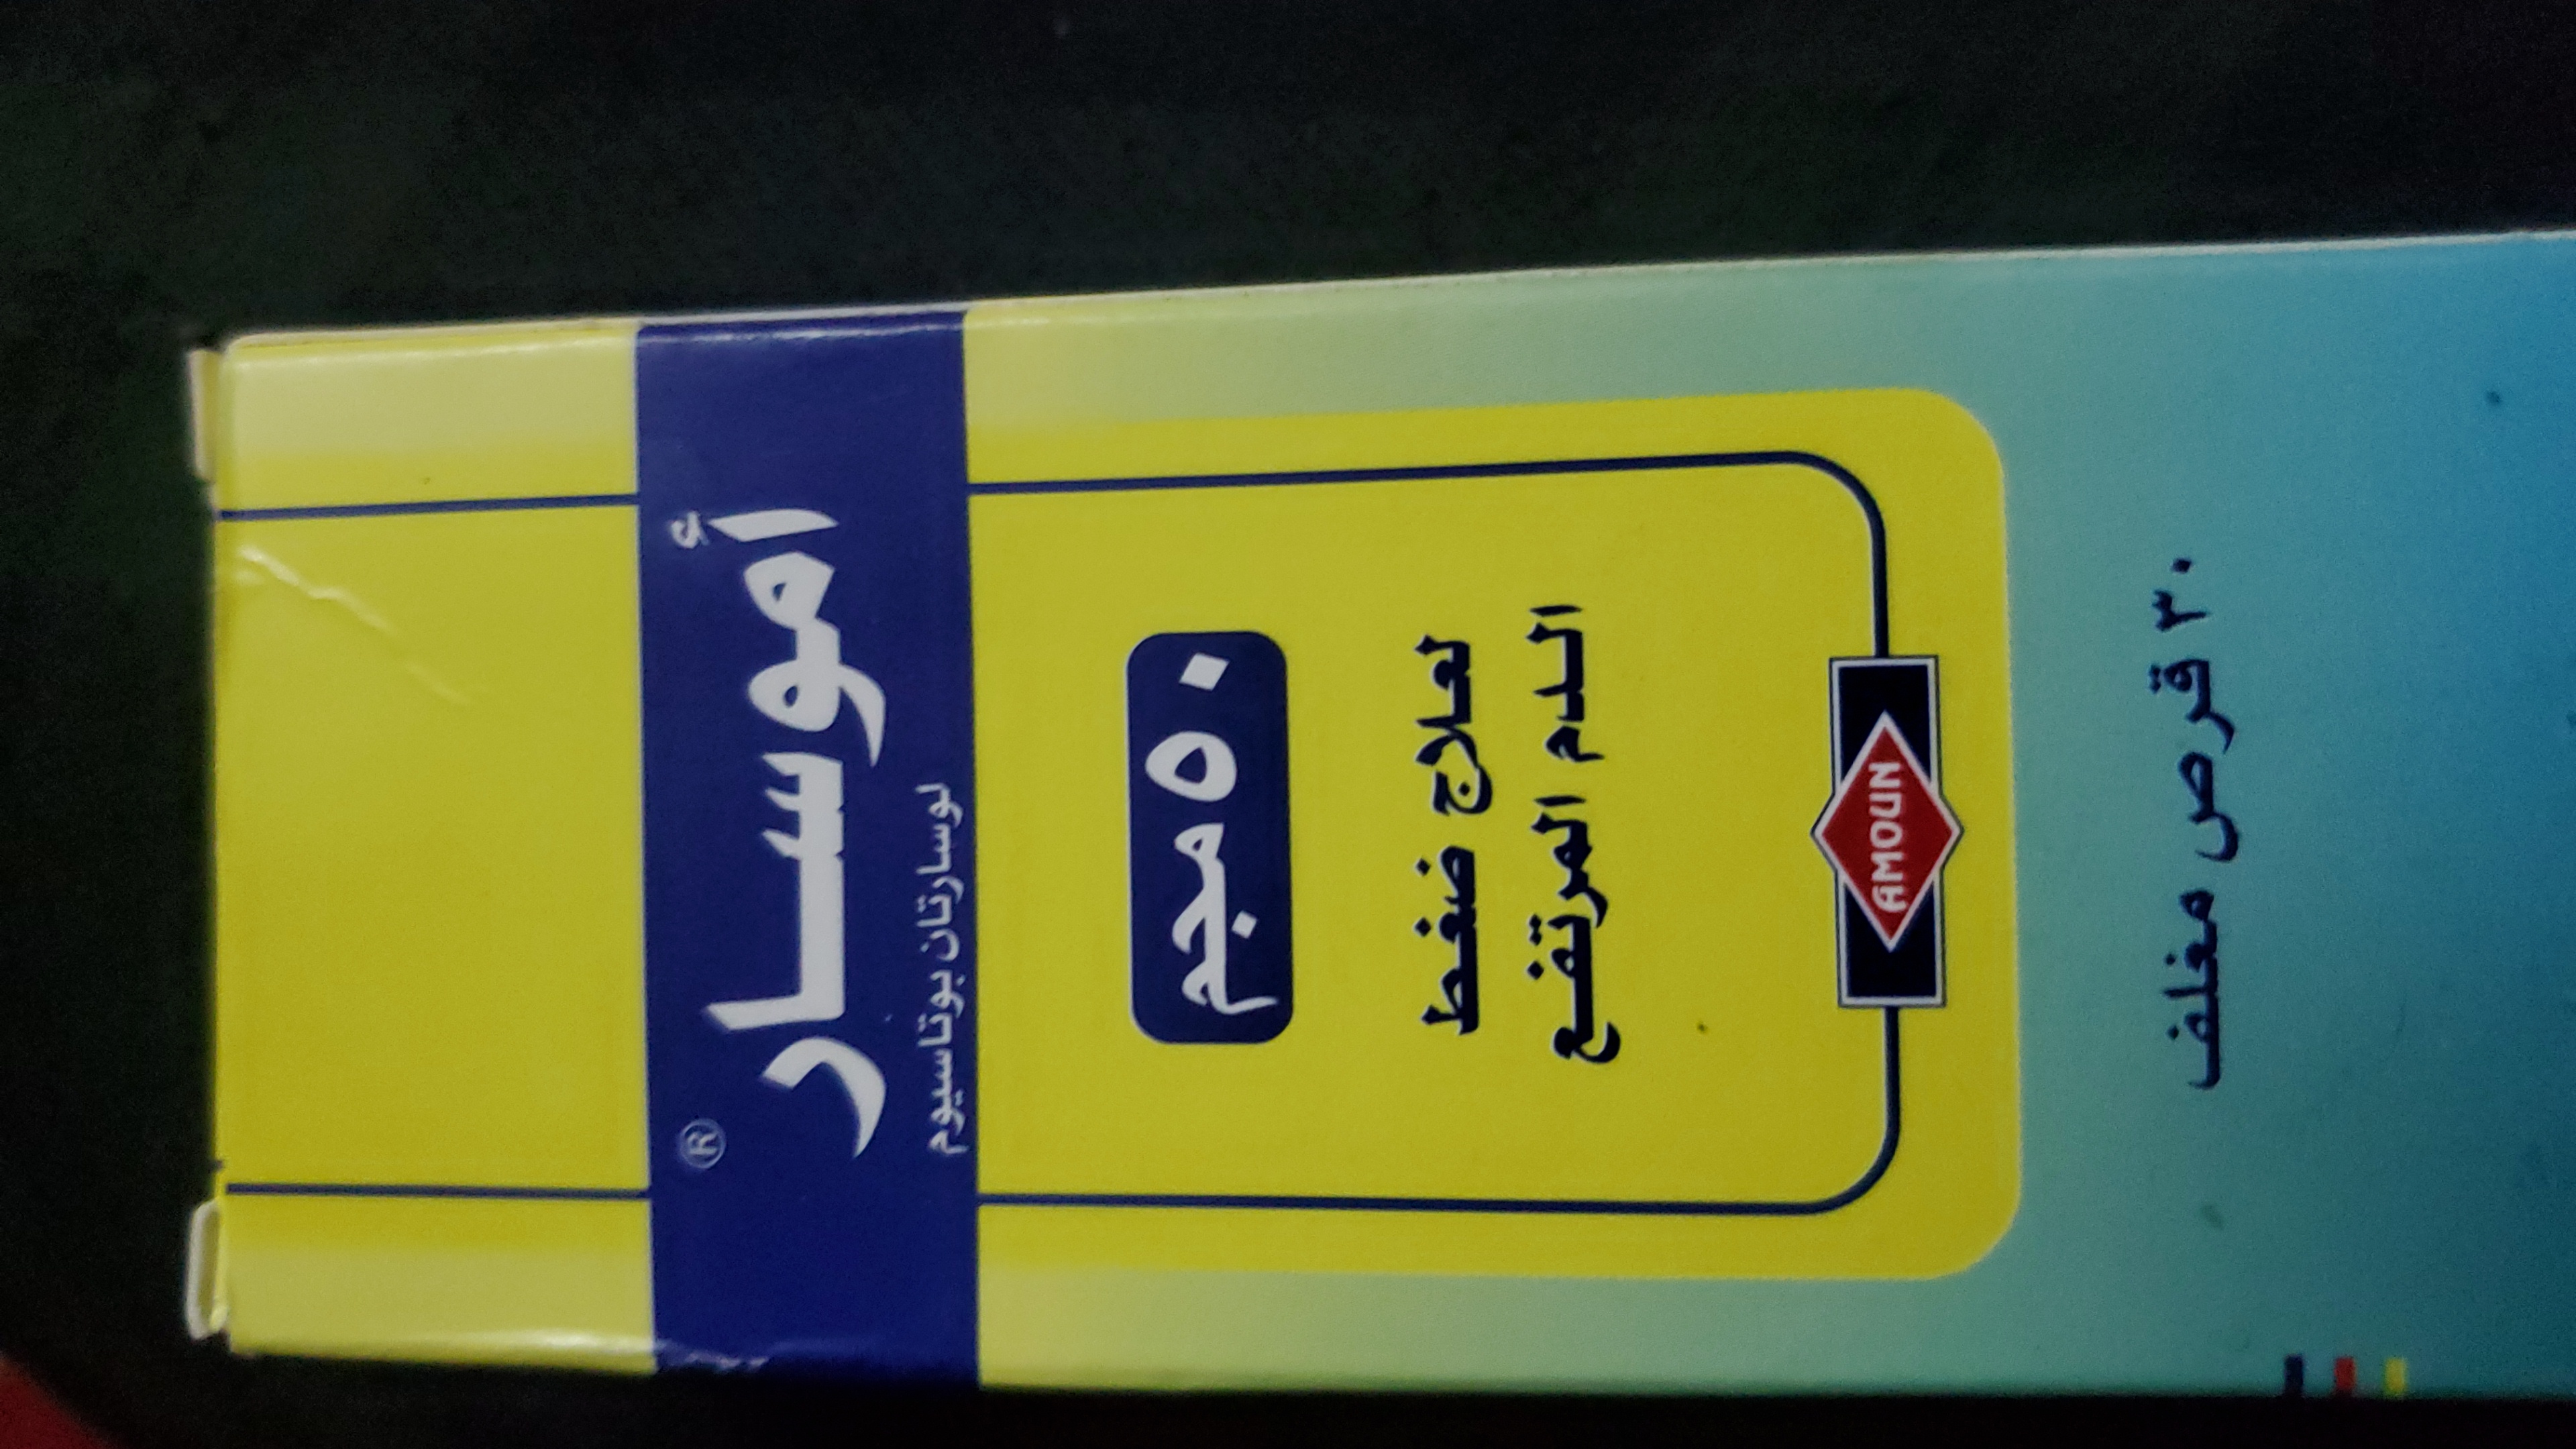 أموسار ®
لوسارتان بوتاسيوم
٥٠ مجم
لعلاج ضغط
الدم المرتفع
AMOUN
٣٠ قرص مغلف